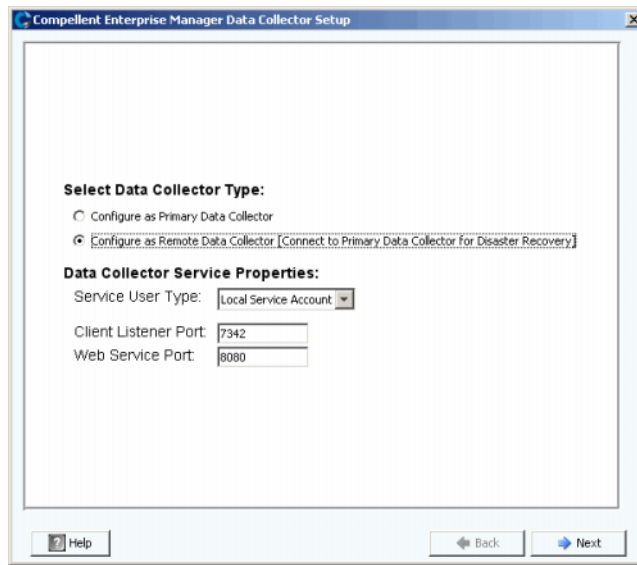 Compellent Enterprise Manager Data Collector Setup
Select Data Collector Type:
Configure as Primary Data Collector
Configure as Remote Data Collector [Connect to Primary Data Collector for Disaster Recovery]
Data Collector Service Properties:
Service User Type: Local Service Account
Client Listener Port: 7342
Web Service Port: 8080
? Help Back Next